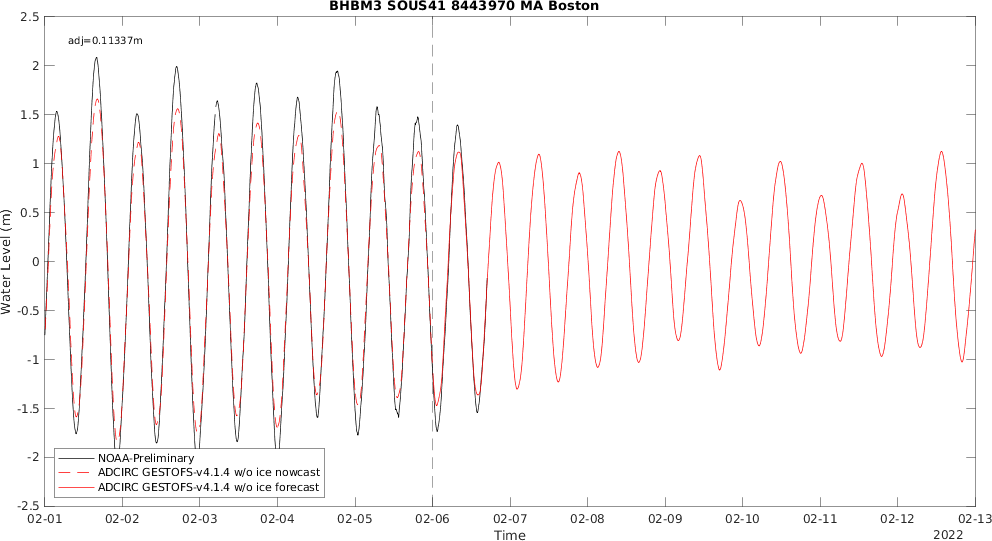 BHBM3 SOUS41 8443970 MA Boston
adj=0.11337m
2.5
2
1.5
1
0.5
0
-0.5
-1
-1.5
-2
-2.5
Water Level (m)
NOAA-Preliminary
ADCIRC GESTOFS-v4.1.4 w/o ice nowcast
ADCIRC GESTOFS-v4.1.4 w/o ice forecast
02-01 02-02 02-03 02-04 02-05 02-06 02-07 02-08 02-09 02-10 02-11 02-12 02-13
Time
2022